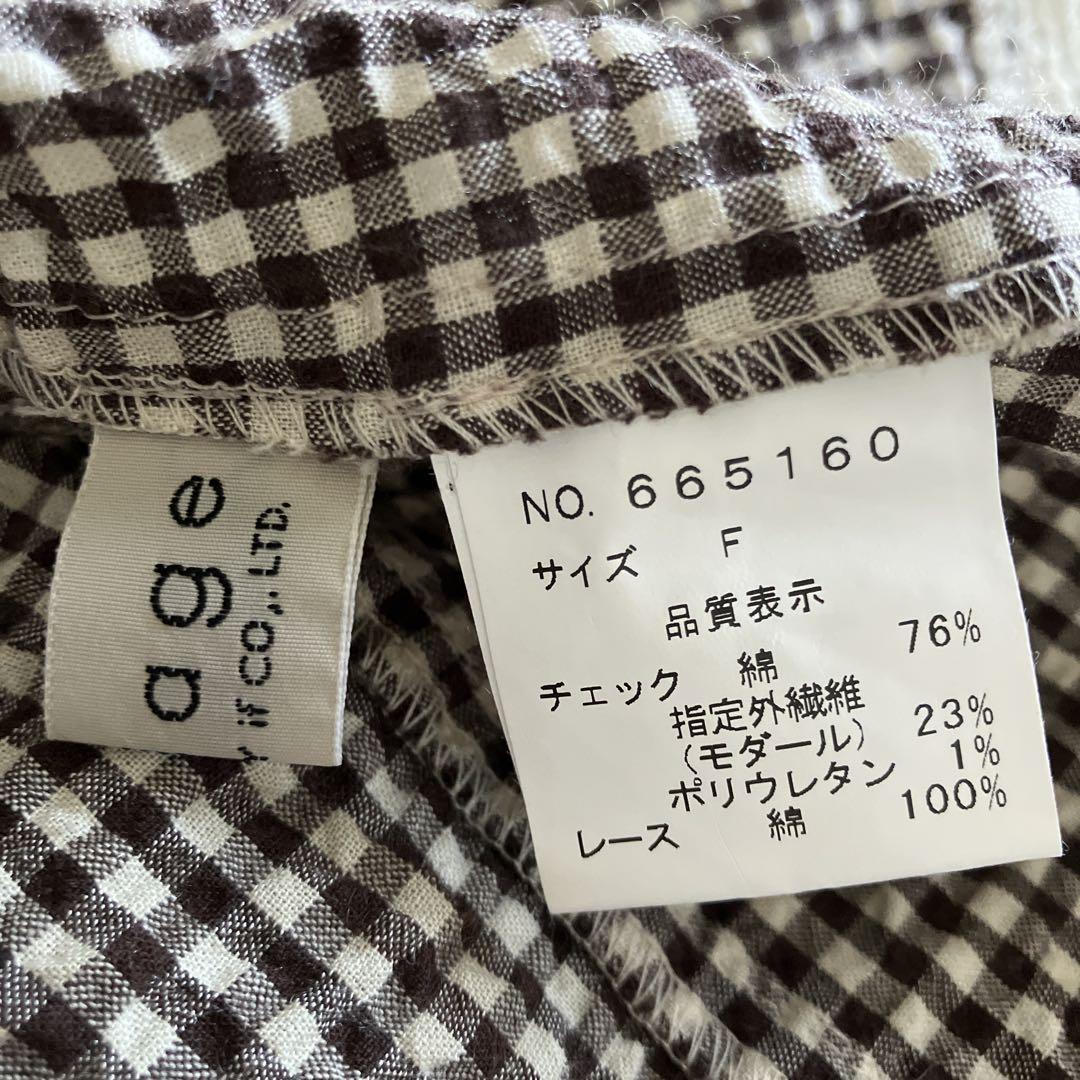 age
if CO., LTD.
NO. 665160
サイズ F
品質表示
チェック 綿 76%
指定外繊維
(モダール) 23%
ポリウレタン 1%
レース 綿 100%